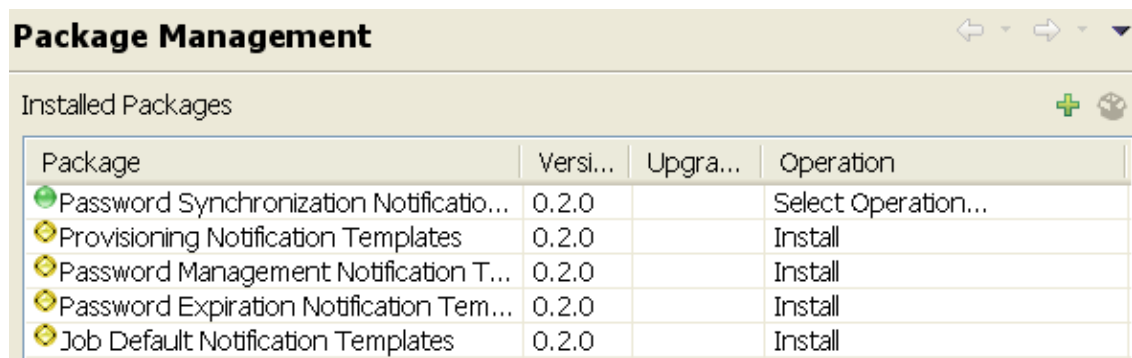 Package Management
Installed Packages
Package Versi... Upgra... Operation
Password Synchronization Notificatio... 0.2.0 Select Operation...
Provisioning Notification Templates 0.2.0 Install
Password Management Notification T... 0.2.0 Install
Password Expiration Notification Tem... 0.2.0 Install
Job Default Notification Templates 0.2.0 Install